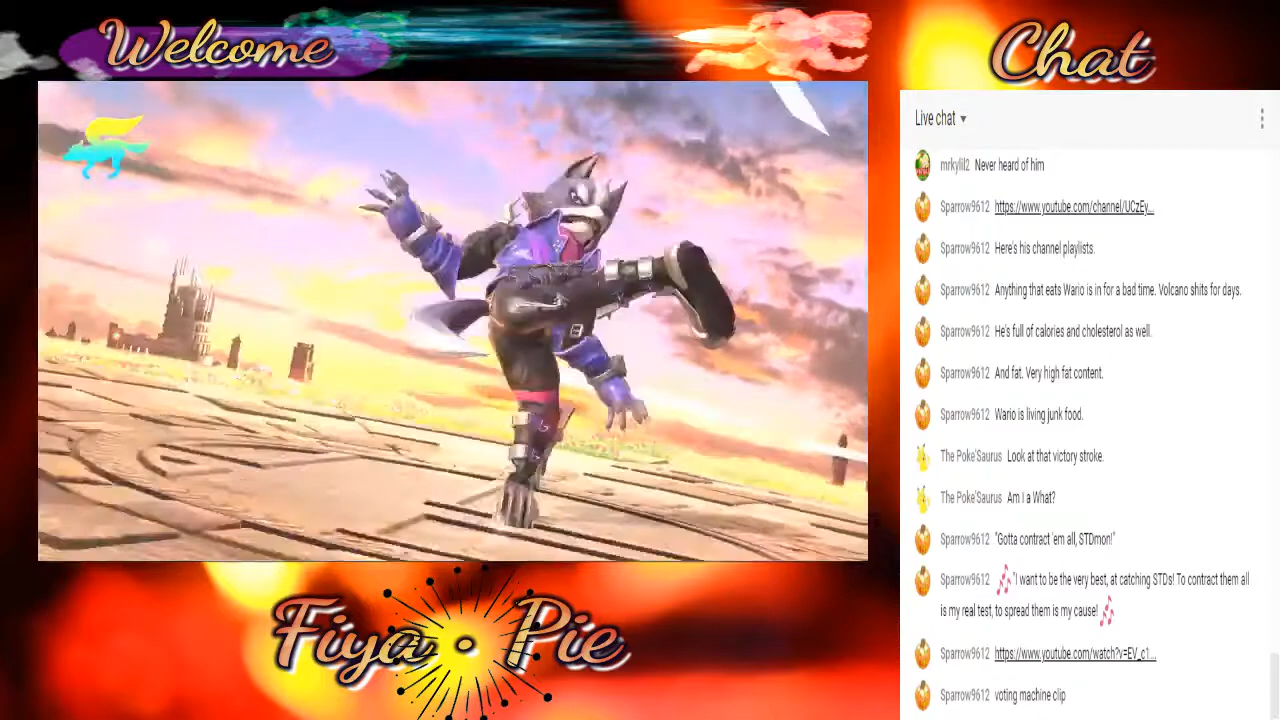 Welcome
Chat
Live chat
mrkylil2 Never heard of him
Sparrow9612 https://www.youtube.com/channel/UCzEy...
Sparrow9612 Here's his channel playlists.
Sparrow9612 Anything that eats Wario is in for a bad time. Volcano shits for days.
Sparrow9612 He's full of calories and cholesterol as well.
Sparrow9612 And fat. Very high fat content.
Sparrow9612 Wario is living junk food.
The Poke'Saurus Look at that victory stroke.
The Poke'Saurus Am I a What?
Sparrow9612 "Gotta contract 'em all, STDmon!"
Sparrow9612 🎶"I want to be the very best, at catching STDs! To contract them all
is my real test, to spread them is my cause!🎶
Sparrow9612 https://www.youtube.com/watch?v=EV_c1...
Sparrow9612 voting machine clip
Fiya • Pie